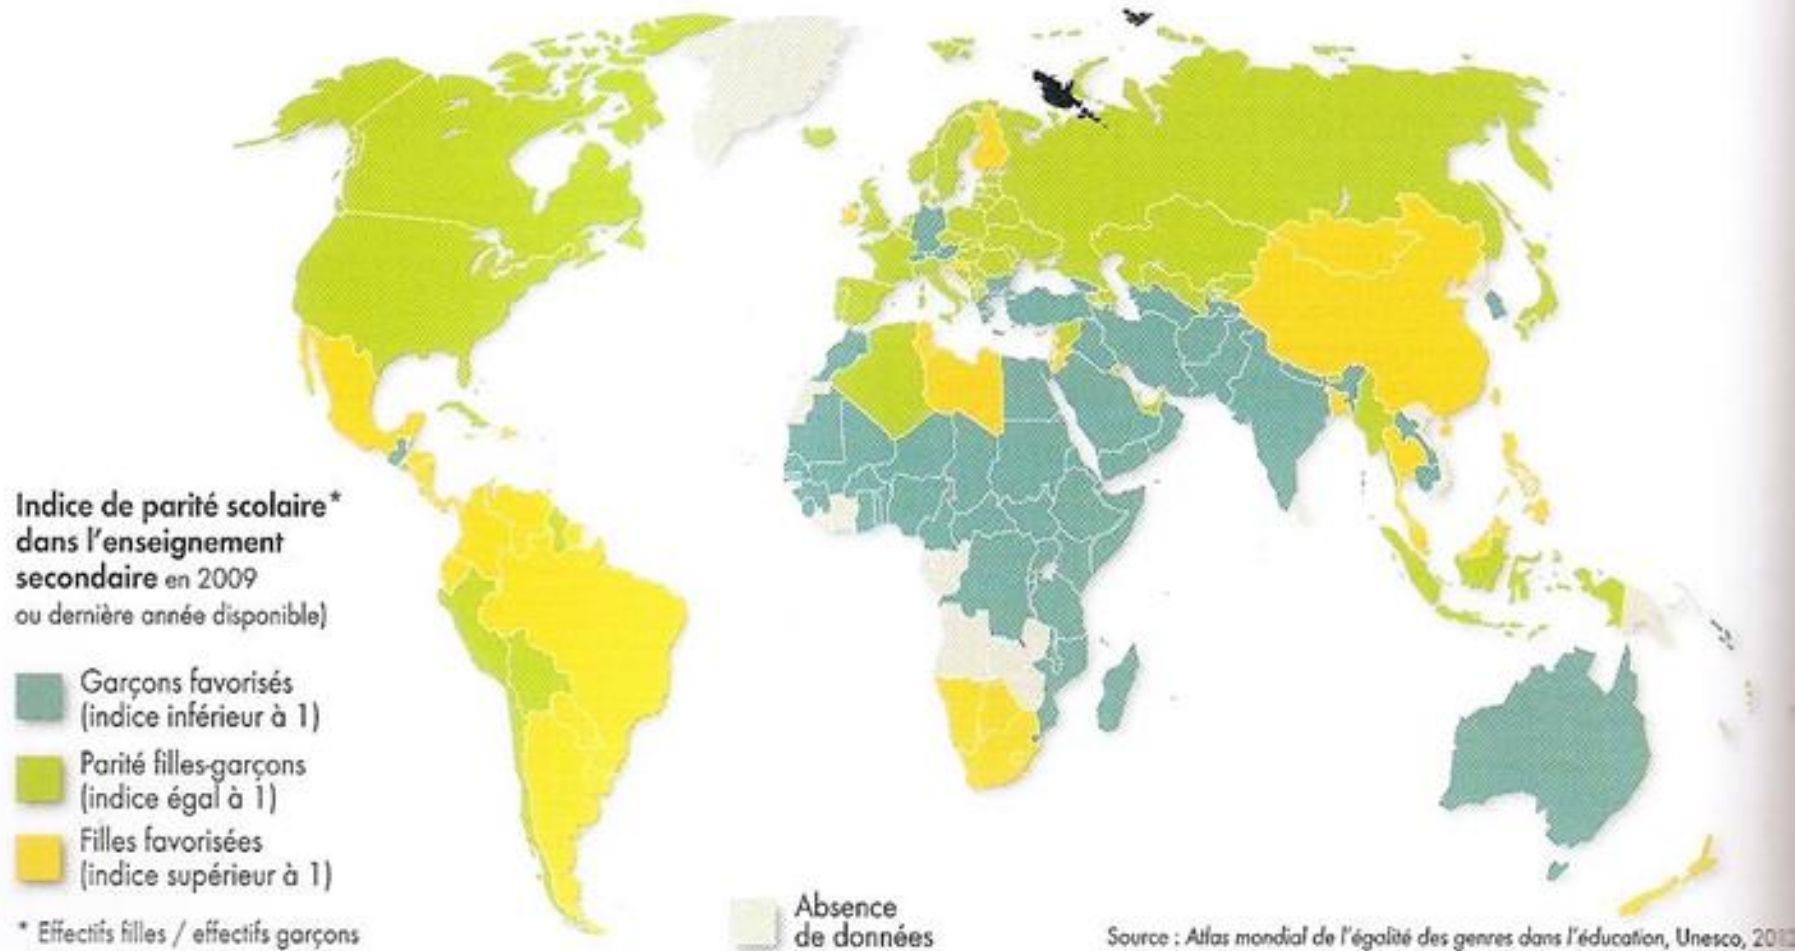 Indice de parité scolaire*
dans l'enseignement
secondaire en 2009
ou dernière année disponible)
Garçons favorisés
(indice inférieur à 1)
Parité filles-garçons
(indice égal à 1)
Filles favorisées
(indice supérieur à 1)
* Effectifs filles / effectifs garçons
Absence
de données
Source : Atlas mondial de l'égalité des genres dans l'éducation, Unesco,